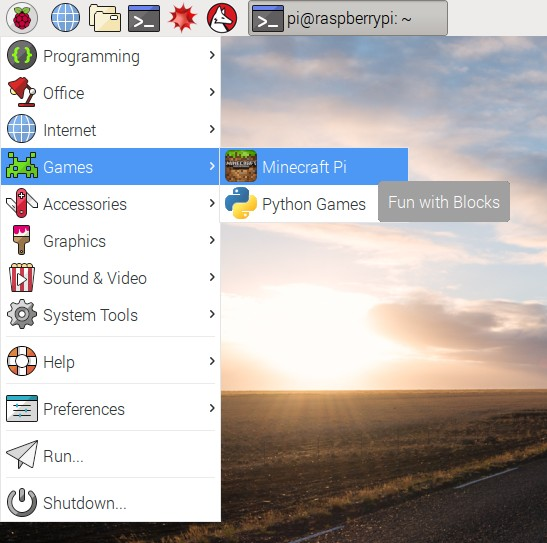 pi@raspberrypi: ~
Programming
Office
Internet
Games
Minecraft Pi
Accessories
Python Games
Fun with Blocks
Graphics
Sound & Video
System Tools
Help
Preferences
Run...
Shutdown...